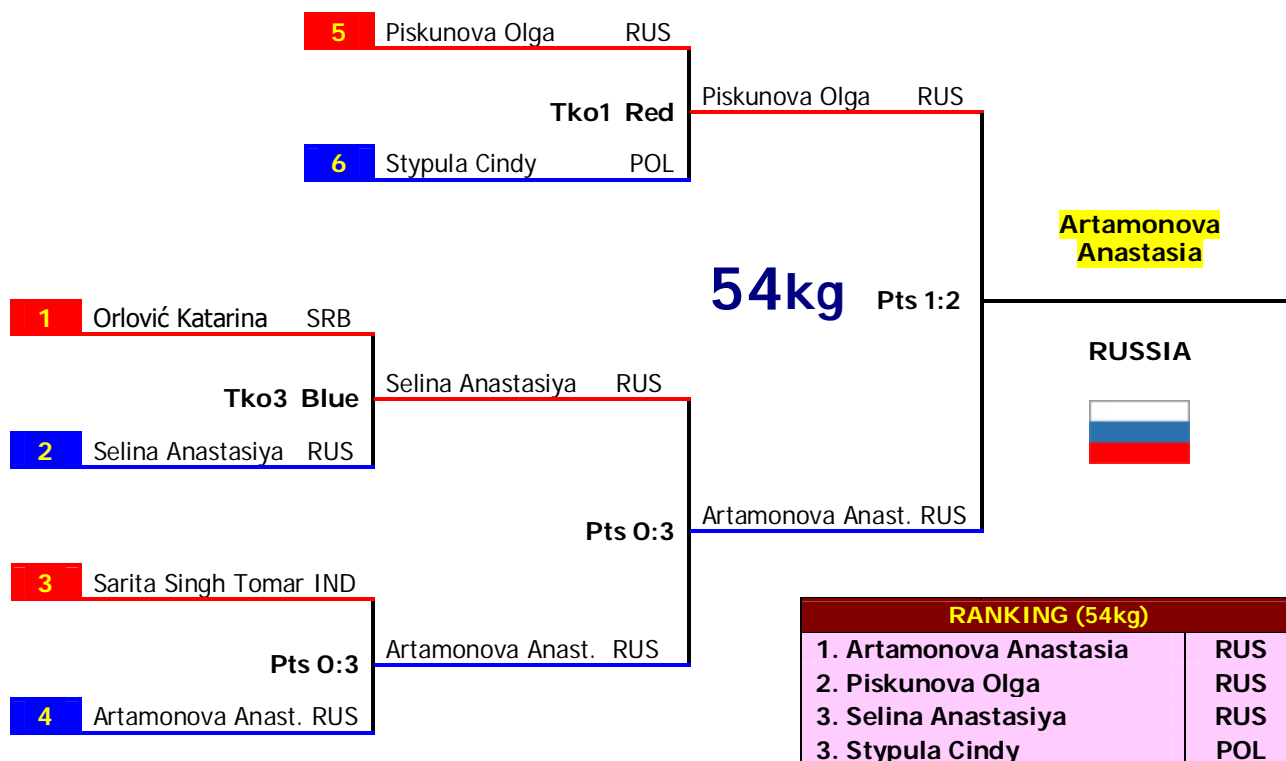 5 Piskunova Olga RUS
Tko1 Red
Piskunova Olga RUS
6 Stypula Cindy POL
Artamonova
Anastasia
54kg Pts 1:2
1 Orlović Katarina SRB
RUSSIA
Tko3 Blue
Selina Anastasiya RUS
2 Selina Anastasiya RUS
Pts 0:3
Artamonova Anast. RUS
3 Sarita Singh Tomar IND
Pts 0:3
Artamonova Anast. RUS
4 Artamonova Anast. RUS
RANKING (54kg)
1. Artamonova Anastasia RUS
2. Piskunova Olga RUS
3. Selina Anastasiya RUS
3. Stypula Cindy POL